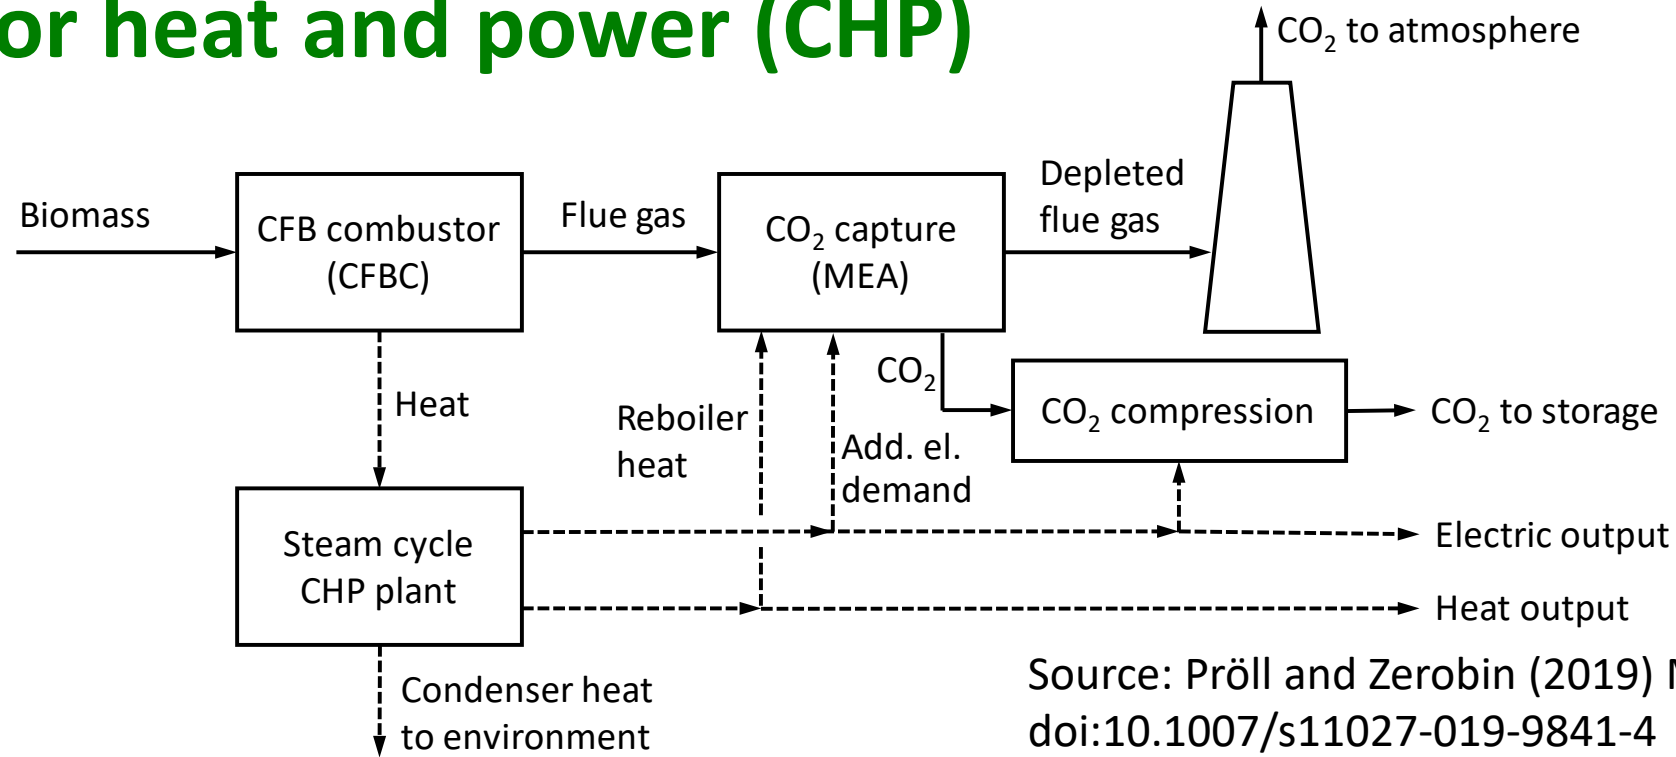 or heat and power (CHP)
CO₂ to atmosphere
Biomass
CFB combustor
(CFBC)
Flue gas
CO₂ capture
(MEA)
Depleted
flue gas
Heat
Reboiler
heat
Add. el.
demand
CO₂
CO₂ compression
CO₂ to storage
Steam cycle
CHP plant
Electric output
Heat output
Condenser heat
to environment
Source: Pröll and Zerobin (2019)
doi:10.1007/s11027-019-9841-4